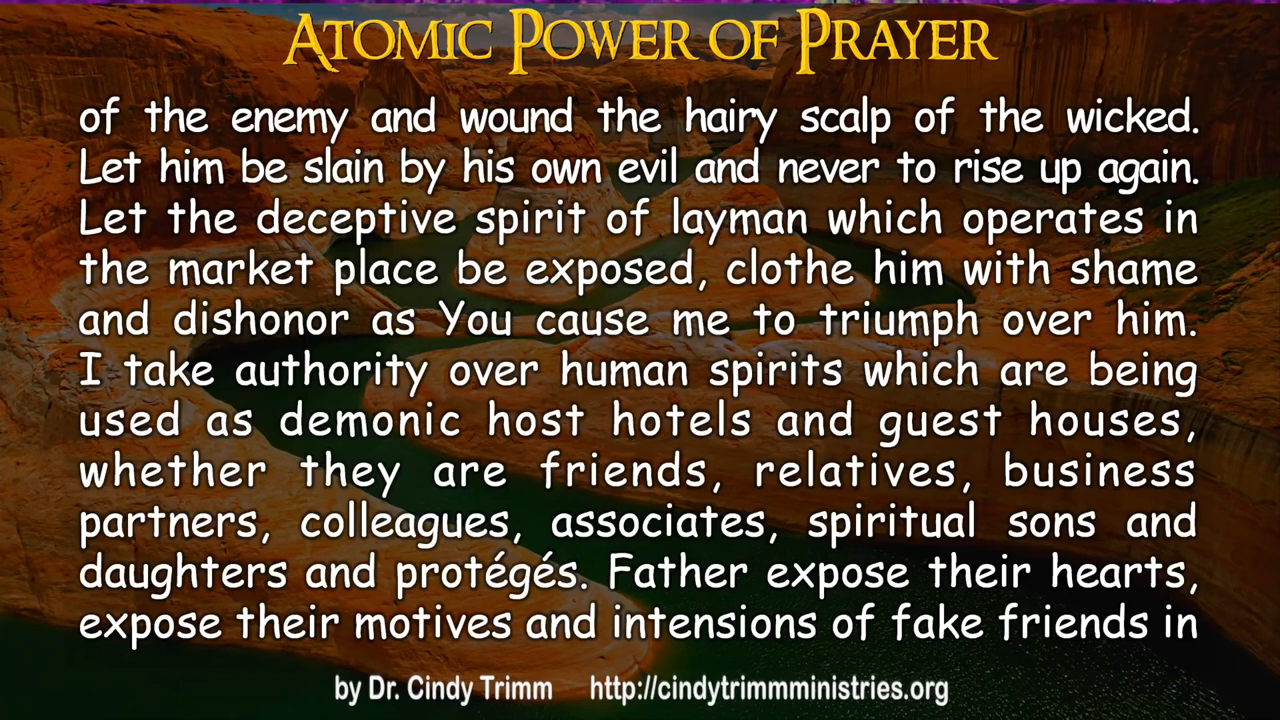 ATOMIC POWER OF PRAYER
of the enemy and wound the hairy scalp of the wicked.
Let him be slain by his own evil and never to rise up again.
Let the deceptive spirit of layman which operates in
the market place be exposed, clothe him with shame
and dishonor as You cause me to triumph over him.
I take authority over human spirits which are being
used as demonic host hotels and guest houses,
whether they are friends, relatives, business
partners, colleagues, associates, spiritual sons and
daughters and protégés. Father expose their hearts,
expose their motives and intensions of fake friends in
by Dr. Cindy Trimm http://cindytrimmministries.org